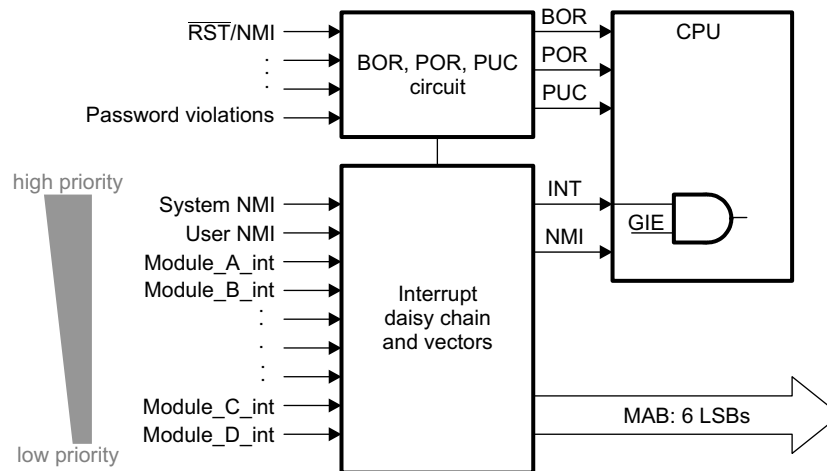 RST/NMI
.
.
.
Password violations
BOR, POR, PUC
circuit
BOR
POR
PUC
CPU
high priority
low priority
System NMI
User NMI
Module_A_int
Module_B_int
.
.
.
Module_C_int
Module_D_int
Interrupt
daisy chain
and vectors
INT
NMI
GIE
MAB: 6 LSBs